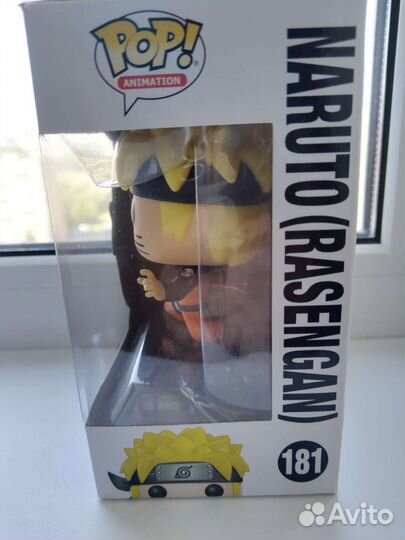 POP!
ANIMATION
NARUTO (RASENGAN)
181
Avito